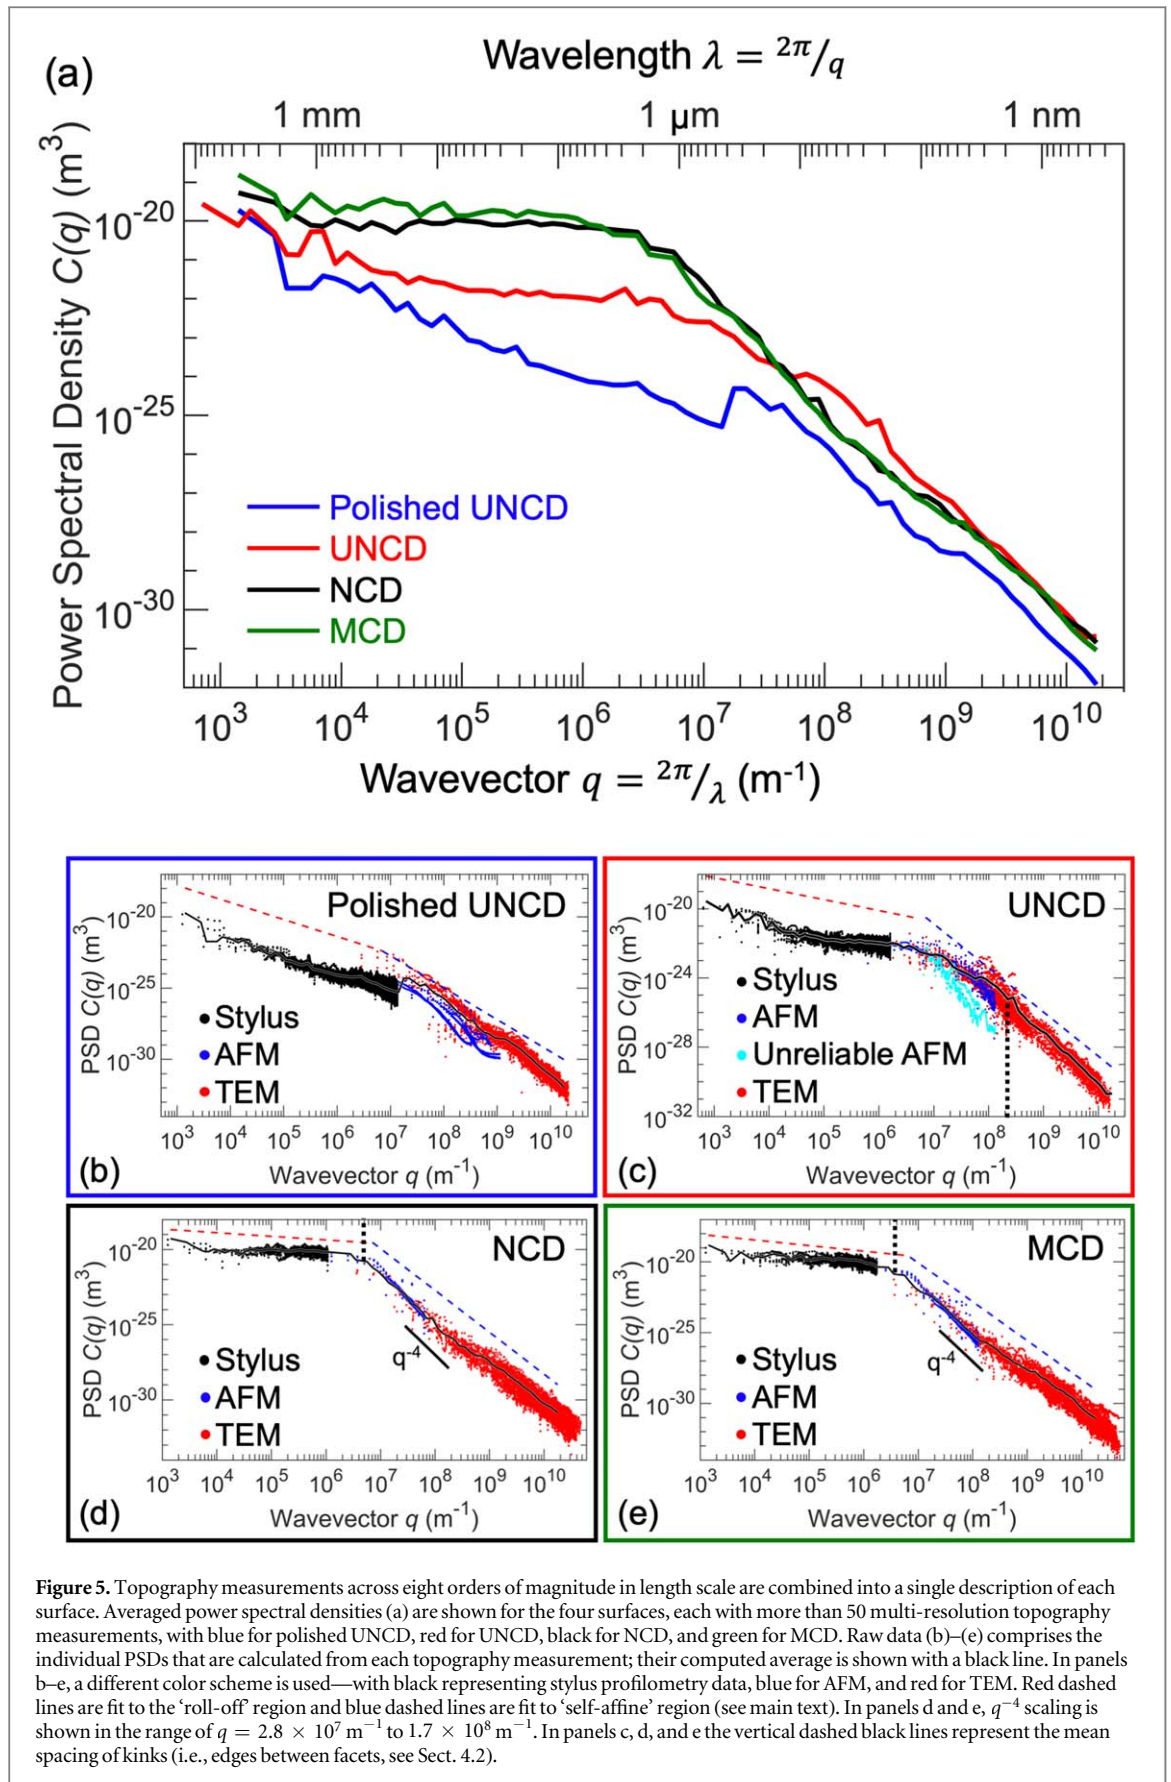 (a)
Wavelength λ = 2π/q
1 mm 1 μm 1 nm
Power Spectral Density C(q) (m³)
10⁻²⁰
10⁻²⁵
10⁻³⁰
Polished UNCD
UNCD
NCD
MCD
10³ 10⁴ 10⁵ 10⁶ 10⁷ 10⁸ 10⁹ 10¹⁰
Wavevector q = 2π/λ (m⁻¹)
Polished UNCD
PSD C(q) (m³)
10⁻²⁰
10⁻²⁵
10⁻³⁰
Stylus
AFM
TEM
10³ 10⁴ 10⁵ 10⁶ 10⁷ 10⁸ 10⁹ 10¹⁰
(b)
Wavevector q (m⁻¹)
UNCD
PSD C(q) (m³)
10⁻²⁰
10⁻²⁴
10⁻²⁸
10⁻³²
Stylus
AFM
Unreliable AFM
TEM
10³ 10⁴ 10⁵ 10⁶ 10⁷ 10⁸ 10⁹ 10¹⁰
(c)
Wavevector q (m⁻¹)
NCD
PSD C(q) (m³)
10⁻²⁰
10⁻²⁵
10⁻³⁰
q⁻⁴
Stylus
AFM
TEM
10³ 10⁴ 10⁵ 10⁶ 10⁷ 10⁸ 10⁹ 10¹⁰
(d)
Wavevector q (m⁻¹)
MCD
PSD C(q) (m³)
10⁻²⁰
10⁻²⁵
10⁻³⁰
q⁻⁴
Stylus
AFM
TEM
10³ 10⁴ 10⁵ 10⁶ 10⁷ 10⁸ 10⁹ 10¹⁰
(e)
Wavevector q (m⁻¹)
Figure 5. Topography measurements across eight orders of magnitude in length scale are combined into a single description of each
surface. Averaged power spectral densities (a) are shown for the four surfaces, each with more than 50 multi-resolution topography
measurements, with blue for polished UNCD, red for UNCD, black for NCD, and green for MCD. Raw data (b)–(e) comprises the
individual PSDs that are calculated from each topography measurement; their computed average is shown with a black line. In panels
b–e, a different color scheme is used—with black representing stylus profilometry data, blue for AFM, and red for TEM. Red dashed
lines are fit to the ‘roll-off’ region and blue dashed lines are fit to ‘self-affine’ region (see main text). In panels d and e, q⁻⁴ scaling is
shown in the range of q = 2.8 × 10⁷ m⁻¹ to 1.7 × 10⁸ m⁻¹. In panels c, d, and e the vertical dashed black lines represent the mean
spacing of kinks (i.e., edges between facets, see Sect. 4.2).